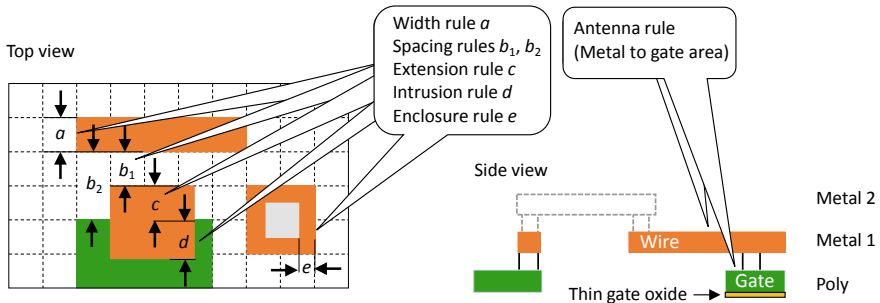 Top view
Width rule a
Spacing rules b1, b2
Extension rule c
Intrusion rule d
Enclosure rule e
Antenna rule
(Metal to gate area)
a
b1
b2
c
d
e
Side view
Metal 2
Wire
Metal 1
Gate
Poly
Thin gate oxide